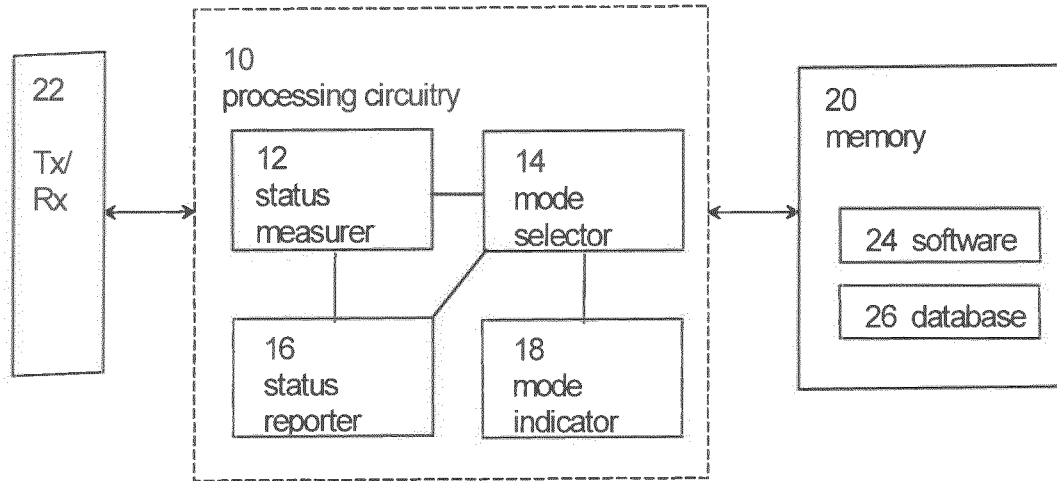 22
Tx/
Rx
10
processing circuitry
12
status
measurer
14
mode
selector
16
status
reporter
18
mode
indicator
20
memory
24 software
26 database